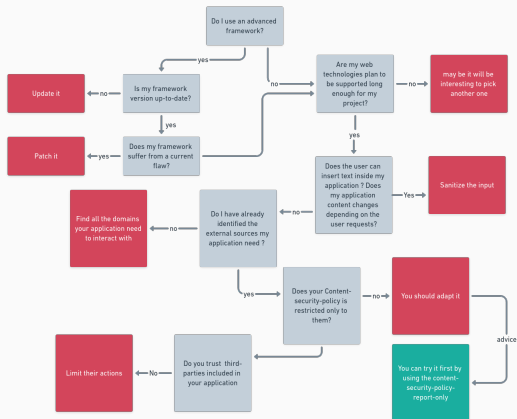 Do I use an advanced
framework?
yes
no
Are my web
technologies plan to
be supported long
enough for my
project?
no
may be it will be
interesting to pick
another one
Is my framework
version up-to-date?
no
Update it
yes
Does my framework
suffer from a current
flaw?
yes
Patch it
yes
Does the user can
insert text inside my
application ? Does
my application
content changes
depending on the
user requests?
Yes
Sanitize the input
no
Do I have already
identified the
external sources my
application need ?
no
Find all the domains
your application need
to interact with
yes
Does your Content-
security-policy is
restricted only to
them?
no
You should adapt it
advice
You can try it first by
using the content-
security-policy-
report-only
Do you trust third-
parties included in
your application
No
Limit their actions